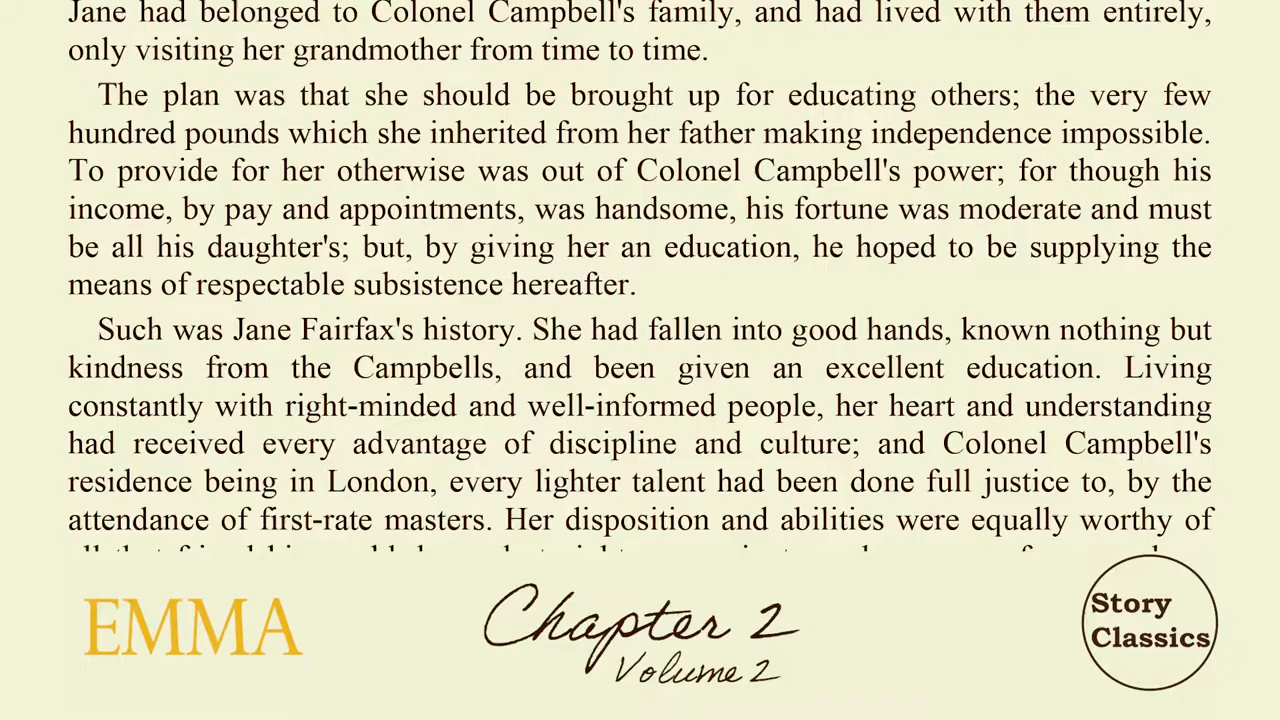 Jane had belonged to Colonel Campbell's family, and had lived with them entirely,
only visiting her grandmother from time to time.
The plan was that she should be brought up for educating others; the very few
hundred pounds which she inherited from her father making independence impossible.
To provide for her otherwise was out of Colonel Campbell's power; for though his
income, by pay and appointments, was handsome, his fortune was moderate and must
be all his daughter's; but, by giving her an education, he hoped to be supplying the
means of respectable subsistence hereafter.
Such was Jane Fairfax's history. She had fallen into good hands, known nothing but
kindness from the Campbells, and been given an excellent education. Living
constantly with right-minded and well-informed people, her heart and understanding
had received every advantage of discipline and culture; and Colonel Campbell's
residence being in London, every lighter talent had been done full justice to, by the
attendance of first-rate masters. Her disposition and abilities were equally worthy of
EMMA
Chapter 2
Volume 2
Story
Classics